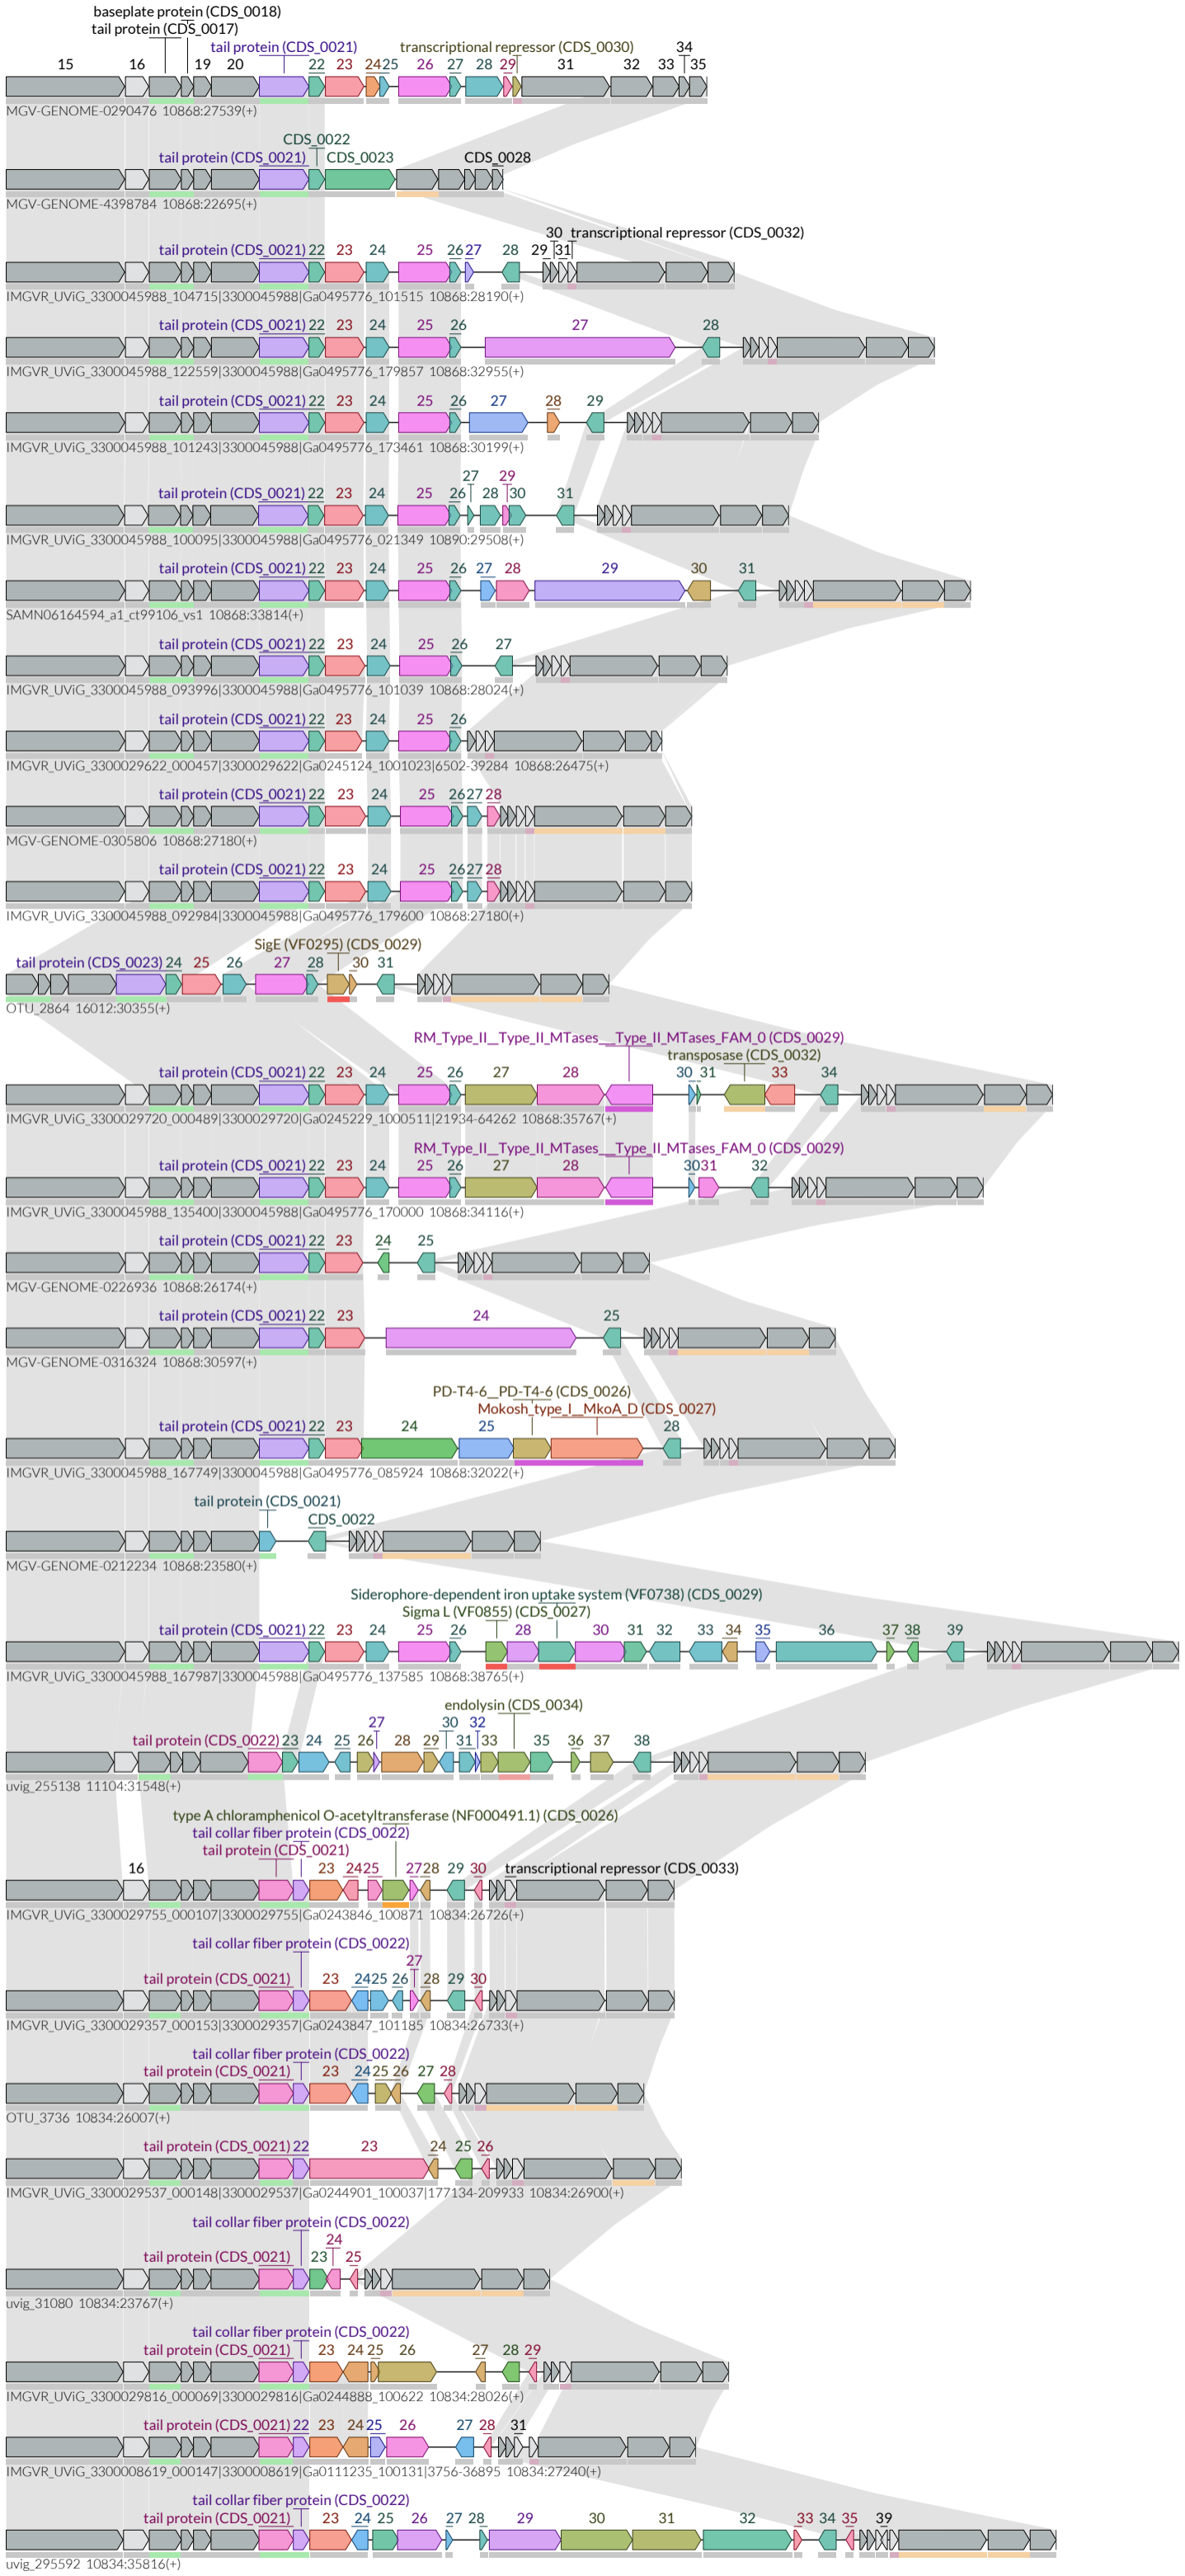 baseplate protein (CDS_0018)
tail protein (CDS_0017) 34
tail protein (CDS_0021) transcriptional repressor (CDS_0030)
15 16 19 20 22 23 24 25 26 27 28 29 31 32 33 35
MGV-GENOME-0290476 10868:27539(+)
CDS_0022
tail protein (CDS_0021) CDS_0023 CDS_0028
MGV-GENOME-4398784 10868:22695(+)
30 transcriptional repressor (CDS_0032)
tail protein (CDS_0021) 22 23 24 25 26 27 28 29 31
IMGVR_UViG_3300045988_104715|3300045988|Ga0495776_101515 10868:28190(+)
tail protein (CDS_0021) 22 23 24 25 26 27 28
IMGVR_UViG_3300045988_122559|3300045988|Ga0495776_179857 10868:32955(+)
tail protein (CDS_0021) 22 23 24 25 26 27 28 29
IMGVR_UViG_3300045988_101243|3300045988|Ga0495776_173461 10868:30199(+)
27 29
tail protein (CDS_0021) 22 23 24 25 26 28 30 31
IMGVR_UViG_3300045988_100095|3300045988|Ga0495776_021349 10890:29508(+)
tail protein (CDS_0021) 22 23 24 25 26 27 28 29 30 31
SAMN06164594_a1_ct99106_vs1 10868:33814(+)
tail protein (CDS_0021) 22 23 24 25 26 27
IMGVR_UViG_3300045988_093996|3300045988|Ga0495776_101039 10868:28024(+)
tail protein (CDS_0021) 22 23 24 25 26
IMGVR_UViG_3300029622_000457|3300029622|Ga0245124_1001023|6502-39284 10868:26475(+)
tail protein (CDS_0021) 22 23 24 25 26 27 28
MGV-GENOME-0305806 10868:27180(+)
tail protein (CDS_0021) 22 23 24 25 26 27 28
IMGVR_UViG_3300045988_092984|3300045988|Ga0495776_179600 10868:27180(+)
SigE (VF0295) (CDS_0029)
tail protein (CDS_0023) 24 25 26 27 28 30 31
OTU_2864 16012:30355(+)
RM_Type_II__Type_II_MTases___Type_II_MTases_FAM_0 (CDS_0029)
transposase (CDS_0032)
tail protein (CDS_0021) 22 23 24 25 26 27 28 30 31 33 34
IMGVR_UViG_3300029720_000489|3300029720|Ga0245229_1000511|21934-64262 10868:35767(+)
RM_Type_II__Type_II_MTases___Type_II_MTases_FAM_0 (CDS_0029)
tail protein (CDS_0021) 22 23 24 25 26 27 28 30 31 32
IMGVR_UViG_3300045988_135400|3300045988|Ga0495776_170000 10868:34116(+)
tail protein (CDS_0021) 22 23 24 25
MGV-GENOME-0226936 10868:26174(+)
tail protein (CDS_0021) 22 23 24 25
MGV-GENOME-0316324 10868:30597(+)
PD-T4-6__PD-T4-6 (CDS_0026)
Mokosh_type_I__MkoA_D (CDS_0027)
tail protein (CDS_0021) 22 23 24 25 28
IMGVR_UViG_3300045988_167749|3300045988|Ga0495776_085924 10868:32022(+)
tail protein (CDS_0021)
CDS_0022
MGV-GENOME-0212234 10868:23580(+)
Siderophore-dependent iron uptake system (VF0738) (CDS_0029)
Sigma L (VF0855) (CDS_0027)
tail protein (CDS_0021) 22 23 24 25 26 28 30 31 32 33 34 35 36 37 38 39
IMGVR_UViG_3300045988_167987|3300045988|Ga0495776_137585 10868:38765(+)
endolysin (CDS_0034)
27 30 32
tail protein (CDS_0022) 23 24 25 26 28 29 31 33 35 36 37 38
uvig_255138 11104:31548(+)
type A chloramphenicol O-acetyltransferase (NF000491.1) (CDS_0026)
tail collar fiber protein (CDS_0022)
tail protein (CDS_0021)
16 23 24 25 27 28 29 30 transcriptional repressor (CDS_0033)
IMGVR_UViG_3300029755_000107|3300029755|Ga0243846_100871 10834:26726(+)
tail collar fiber protein (CDS_0022)
27
tail protein (CDS_0021) 23 24 25 26 28 29 30
IMGVR_UViG_3300029357_000153|3300029357|Ga0243847_101185 10834:26733(+)
tail collar fiber protein (CDS_0022)
tail protein (CDS_0021) 23 24 25 26 27 28
OTU_3736 10834:26007(+)
tail protein (CDS_0021) 22 23 24 25 26
IMGVR_UViG_3300029537_000148|3300029537|Ga0244901_100037|177134-209933 10834:26900(+)
tail collar fiber protein (CDS_0022)
24
tail protein (CDS_0021) 23 25
uvig_31080 10834:23767(+)
tail collar fiber protein (CDS_0022)
tail protein (CDS_0021) 23 24 25 26 27 28 29
IMGVR_UViG_3300029816_000069|3300029816|Ga0244888_100622 10834:28026(+)
tail protein (CDS_0021) 22 23 24 25 26 27 28 31
IMGVR_UViG_3300008619_000147|3300008619|Ga0111235_100131|3756-36895 10834:27240(+)
tail collar fiber protein (CDS_0022)
tail protein (CDS_0021) 23 24 25 26 27 28 29 30 31 32 33 34 35 39
uvig_295592 10834:35816(+)